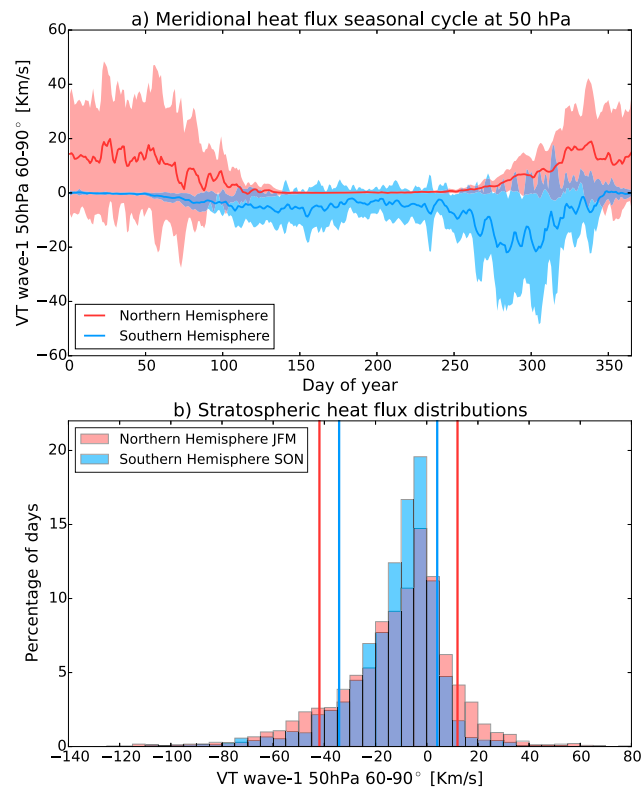 a) Meridional heat flux seasonal cycle at 50 hPa
VT wave-1 50hPa 60-90° [Km/s]
60
40
20
0
−20
−40
−60
Northern Hemisphere
Southern Hemisphere
0 50 100 150 200 250 300 350
Day of year
b) Stratospheric heat flux distributions
Percentage of days
20
15
10
5
0
Northern Hemisphere JFM
Southern Hemisphere SON
−140 −120 −100 −80 −60 −40 −20 0 20 40 60 80
VT wave-1 50hPa 60-90° [Km/s]